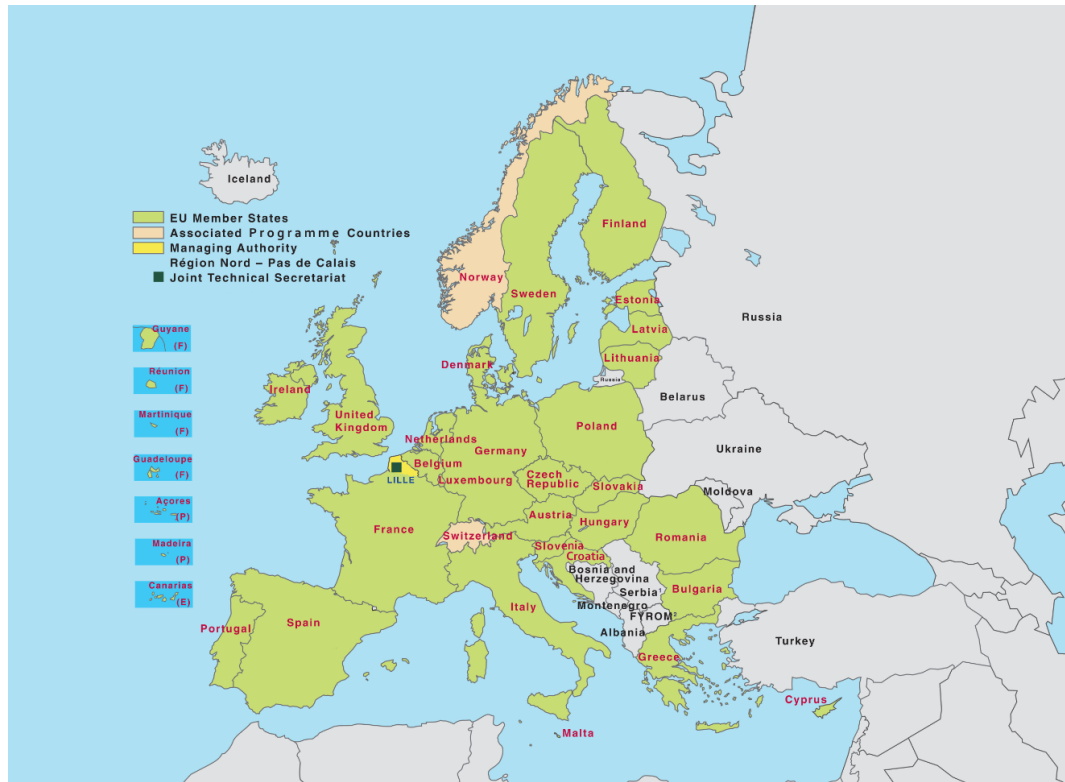 Iceland
EU Member States
Associated Programme Countries
Managing Authority
Région Nord – Pas de Calais
Joint Technical Secretariat
Finland
Norway
Sweden
Estonia
Russia
Latvia
Lithuania
Russia
Denmark
Belarus
Guyane
(F)
Réunion
(F)
Martinique
(F)
Guadeloupe
(F)
Açores
(P)
Madeira
(P)
Canarias
(E)
Ireland
United
Kingdom
Netherlands
Poland
Germany
Belgium
Ukraine
LILLE
Luxembourg
Czech
Republic
Slovakia
Moldova
France
Austria
Hungary
Switzerland
Romania
Slovenia
Croatia
Bosnia and
Herzegovina
Serbia¹
Bulgaria
Montenegro
FYROM²
Italy
Albania
Portugal
Spain
Turkey
Greece
Cyprus
Malta